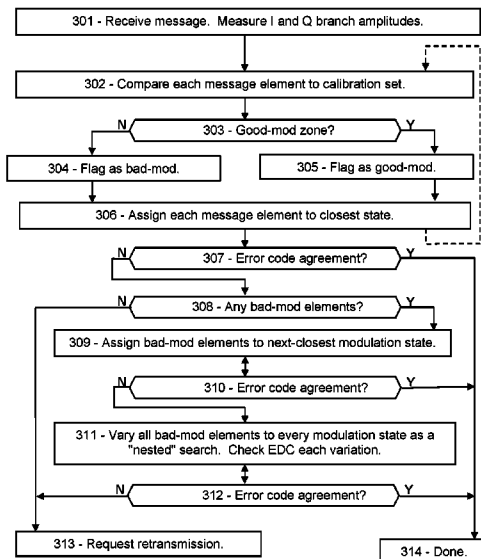 301 - Receive message.  Measure I and Q branch amplitudes.
302 - Compare each message element to calibration set.
N
303 - Good-mod zone?
Y
304 - Flag as bad-mod.
305 - Flag as good-mod.
306 - Assign each message element to closest state.
N
307 - Error code agreement?
Y
N
308 - Any bad-mod elements?
Y
309 - Assign bad-mod elements to next-closest modulation state.
N
310 - Error code agreement?
Y
311 - Vary all bad-mod elements to every modulation state as a
"nested" search.  Check EDC each variation.
N
312 - Error code agreement?
Y
313 - Request retransmission.
314 - Done.